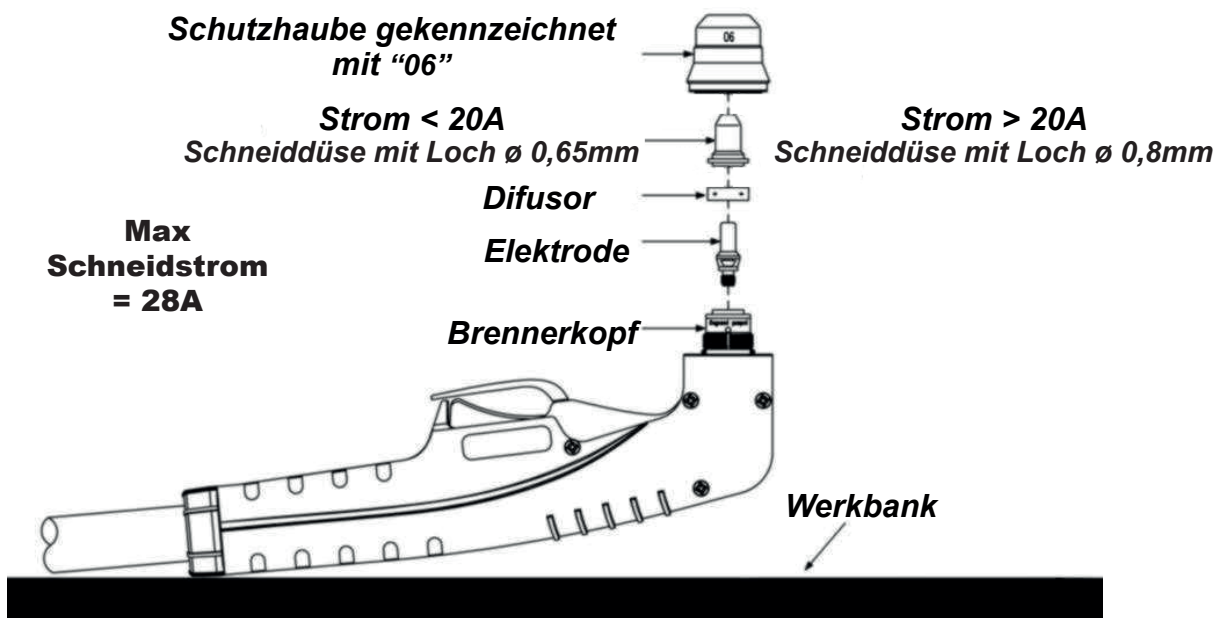 Schutzhaube gekennzeichnet
mit “06”
06
Strom < 20A
Schneiddüse mit Loch ø 0,65mm
Strom > 20A
Schneiddüse mit Loch ø 0,8mm
Difusor
Max
Schneidstrom
= 28A
Elektrode
Brennerkopf
Werkbank